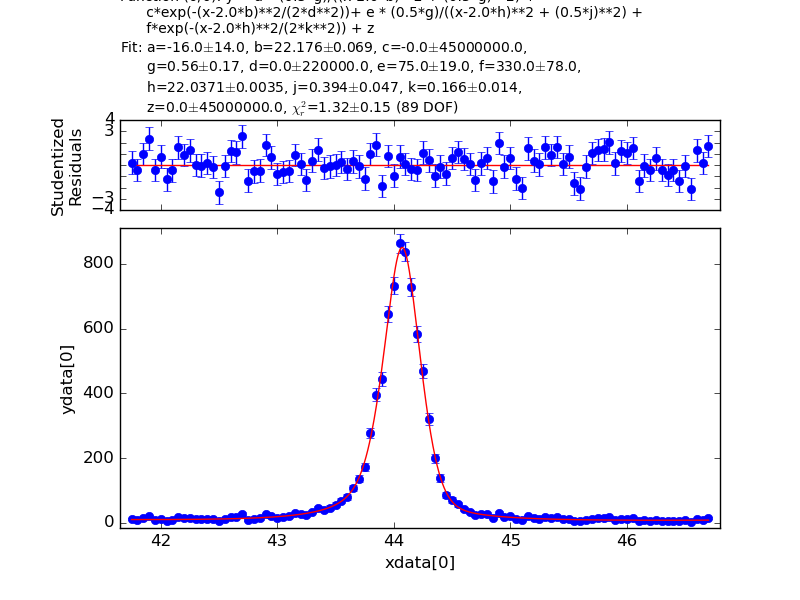 c*exp(-(x-2.0*b)**2/(2*d**2))+ e * (0.5*g)/((x-2.0*h)**2 + (0.5*j)**2) +
f*exp(-(x-2.0*h)**2/(2*k**2)) + z
Fit: a=-16.0±14.0, b=22.176±0.069, c=-0.0±45000000.0,
g=0.56±0.17, d=0.0±220000.0, e=75.0±19.0, f=330.0±78.0,
h=22.0371±0.0035, j=0.394±0.047, k=0.166±0.014,
z=0.0±45000000.0, χ²ᵣ=1.32±0.15 (89 DOF)
Studentized
Residuals
4
3
−3
−4
ydata[0]
800
600
400
200
0
42
43
44
45
46
xdata[0]